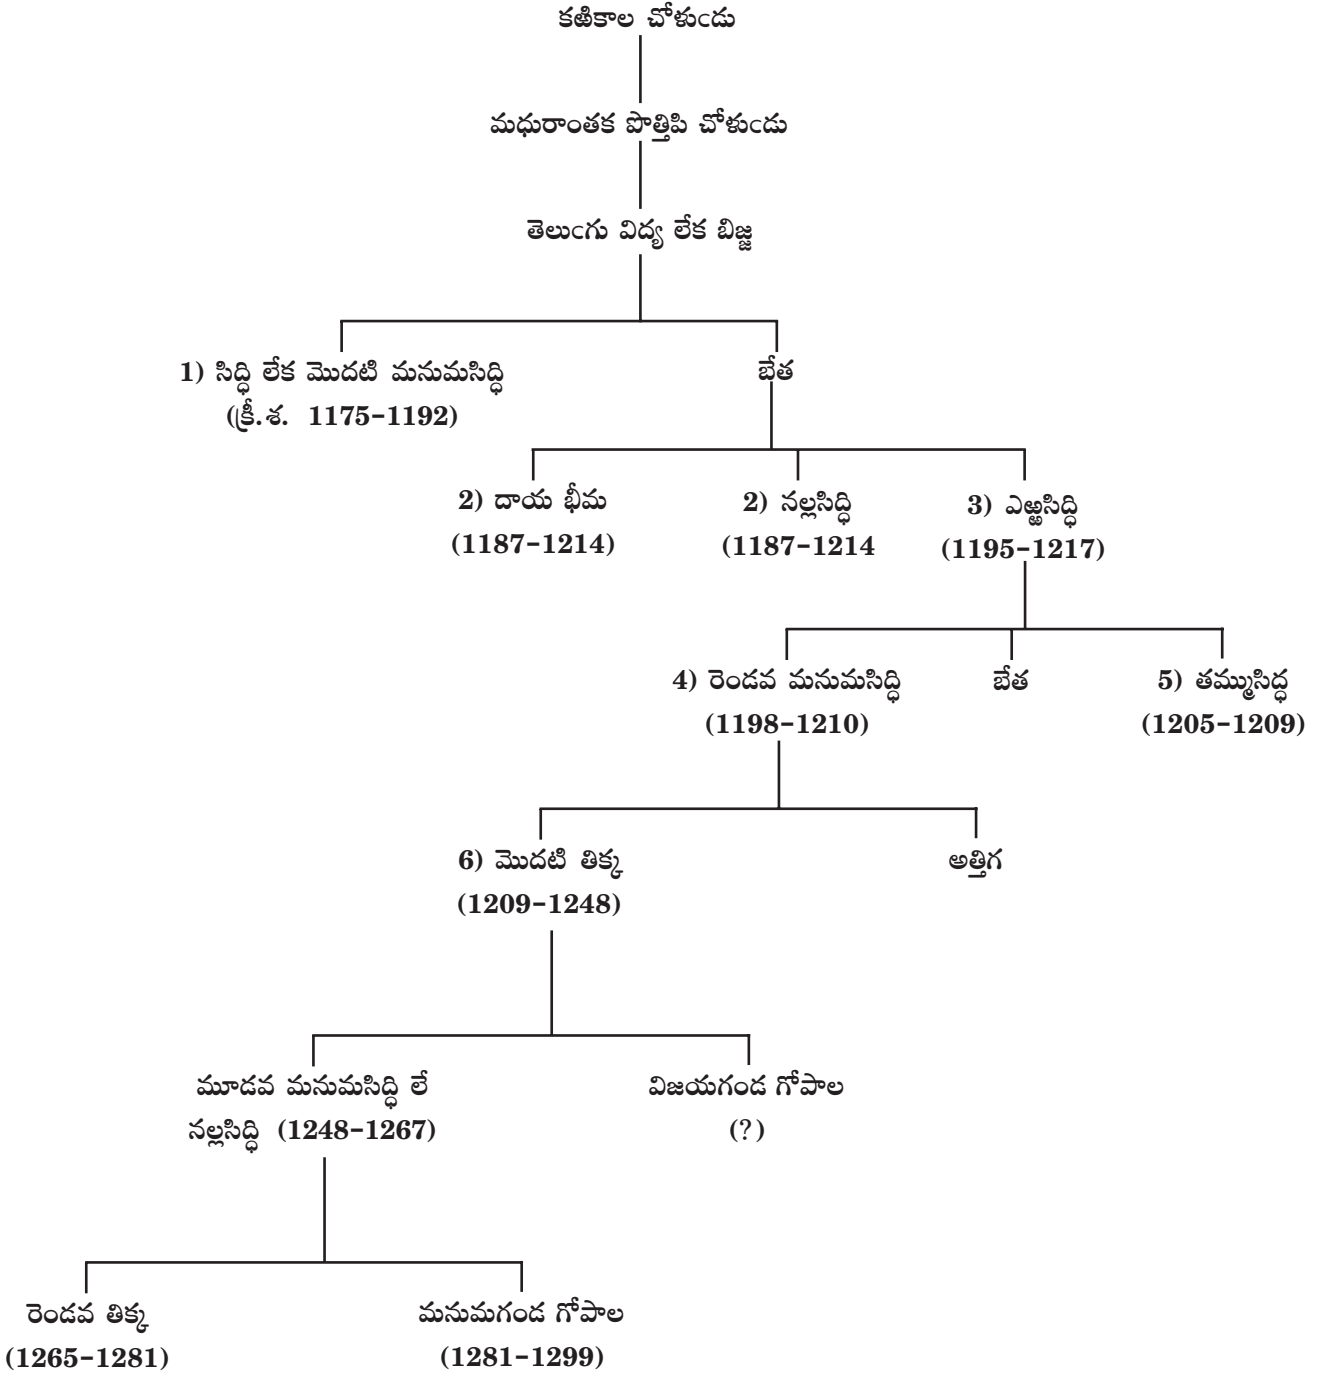 కఱికాల చోళుఁడు
మధురాంతక పొత్తిపి చోళుఁడు
తెలుఁగు విద్య లేక బిజ్జ
1) సిద్ధి లేక మొదటి మనుమసిద్ధి
(క్రీ.శ. 1175-1192)
బేత
2) దాయ భీమ
(1187-1214)
2) నల్లసిద్ధి
(1187-1214
3) ఎఱ్ఱసిద్ధి
(1195-1217)
4) రెండవ మనుమసిద్ధి
(1198-1210)
బేత
5) తమ్ముసిద్ధ
(1205-1209)
6) మొదటి తిక్క
(1209-1248)
అత్తిగ
మూడవ మనుమసిద్ధి లే
నల్లసిద్ధి (1248-1267)
విజయగండ గోపాల
(?)
రెండవ తిక్క
(1265-1281)
మనుమగండ గోపాల
(1281-1299)